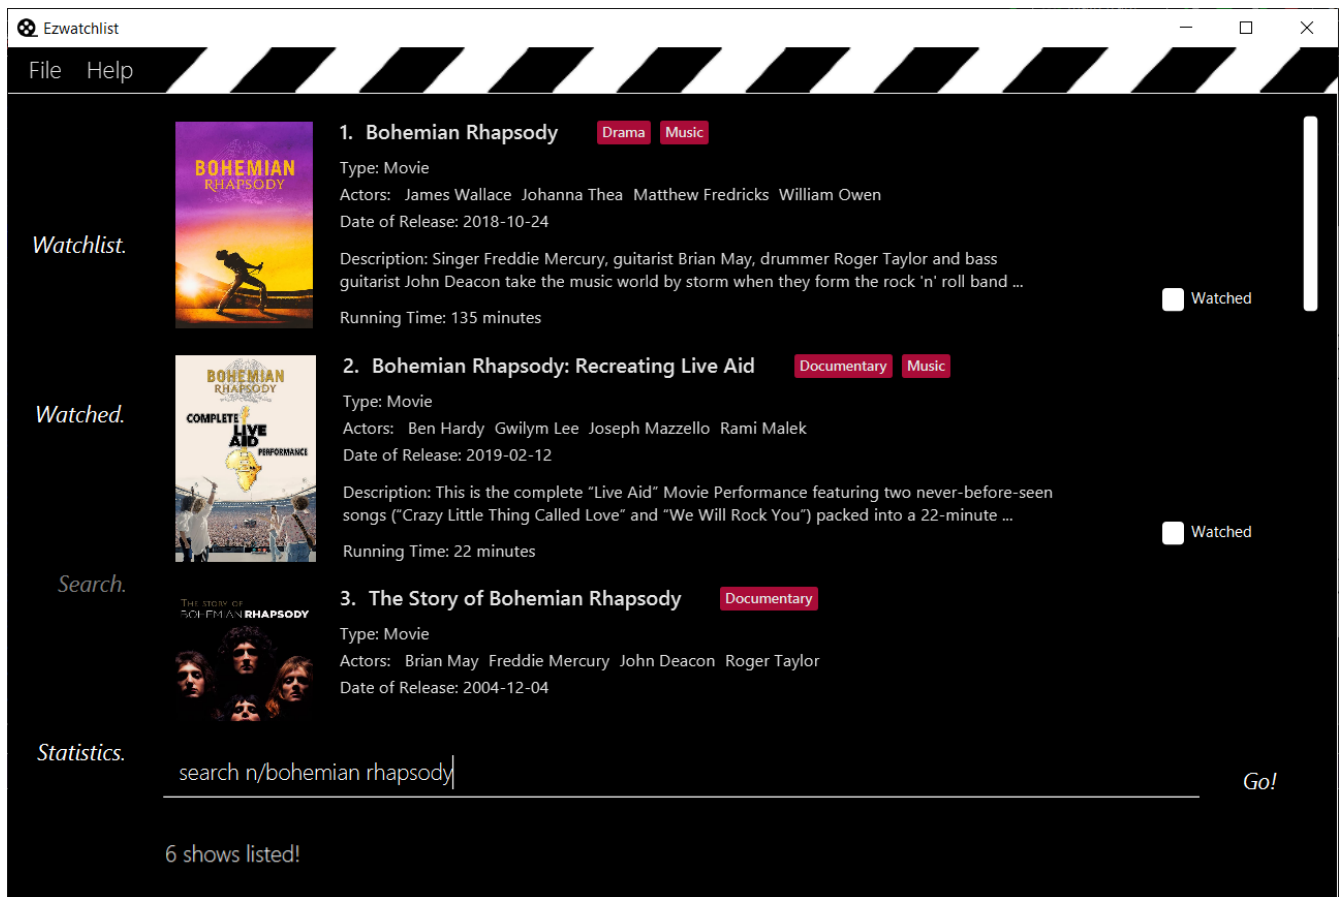 Ezwatchlist
File Help
Watchlist.
Watched.
Search.
Statistics.
BOHEMIAN
RHAPSODY
1. Bohemian Rhapsody Drama Music
Type: Movie
Actors: James Wallace Johanna Thea Matthew Fredricks William Owen
Date of Release: 2018-10-24
Description: Singer Freddie Mercury, guitarist Brian May, drummer Roger Taylor and bass
guitarist John Deacon take the music world by storm when they form the rock 'n' roll band ...
Running Time: 135 minutes
Watched
BOHEMIAN
RHAPSODY
COMPLETE
LIVE
AID
PERFORMANCE
2. Bohemian Rhapsody: Recreating Live Aid Documentary Music
Type: Movie
Actors: Ben Hardy Gwilym Lee Joseph Mazzello Rami Malek
Date of Release: 2019-02-12
Description: This is the complete “Live Aid” Movie Performance featuring two never-before-seen
songs (“Crazy Little Thing Called Love” and “We Will Rock You”) packed into a 22-minute ...
Running Time: 22 minutes
Watched
THE STORY OF
BOHEMIAN RHAPSODY
3. The Story of Bohemian Rhapsody Documentary
Type: Movie
Actors: Brian May Freddie Mercury John Deacon Roger Taylor
Date of Release: 2004-12-04
search n/bohemian rhapsody
Go!
6 shows listed!